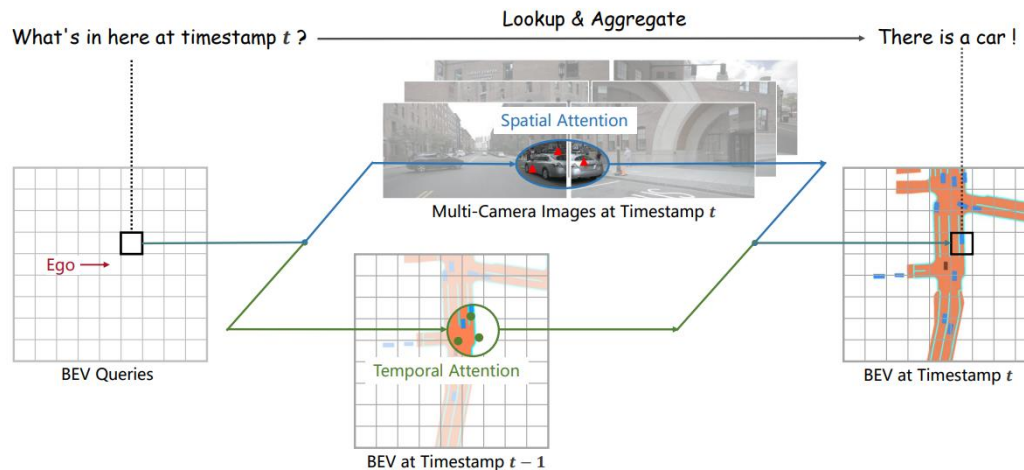 Lookup & Aggregate
What's in here at timestamp t ?
There is a car !
Spatial Attention
Multi-Camera Images at Timestamp t
Ego
BEV Queries
Temporal Attention
BEV at Timestamp t
BEV at Timestamp t − 1